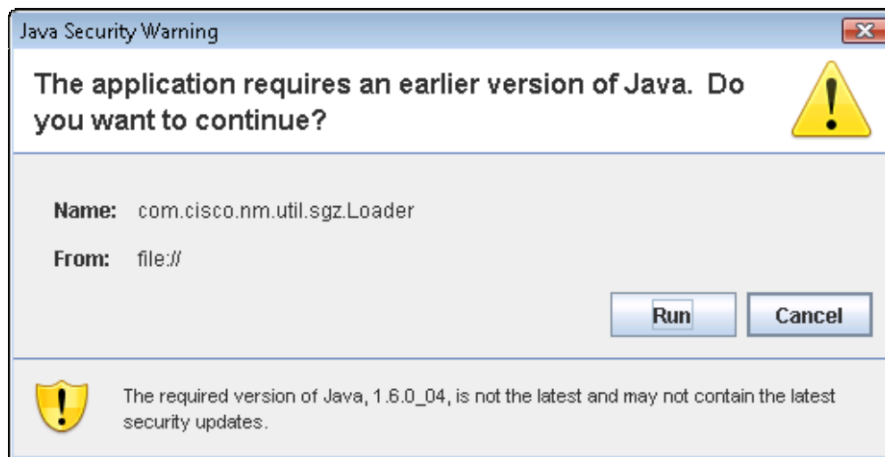 Java Security Warning
The application requires an earlier version of Java. Do
you want to continue?
Name: com.cisco.nm.util.sgz.Loader
From: file://
Run Cancel
The required version of Java, 1.6.0_04, is not the latest and may not contain the latest
security updates.